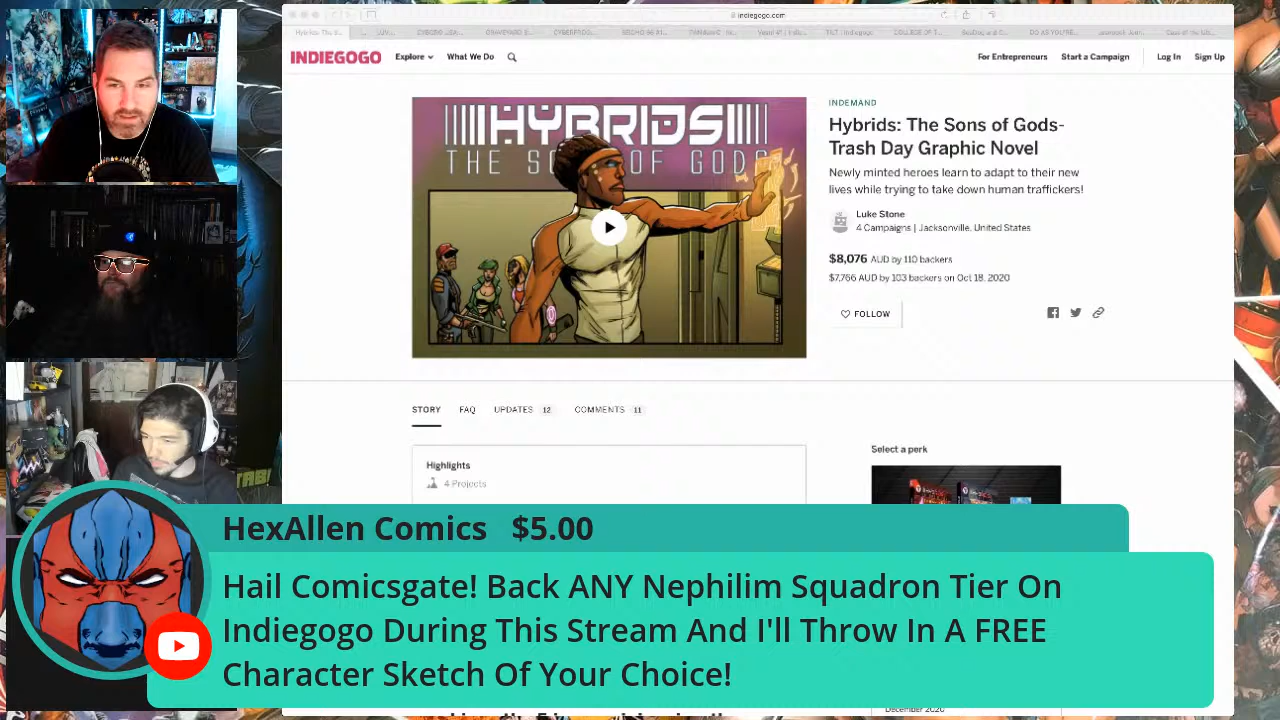 indiegogo.com
INDIEGOGO
Explore
What We Do
For Entrepreneurs
Start a Campaign
Log In
Sign Up
HYBRIDS
THE SONS OF GODS
INDEMAND
Hybrids: The Sons of Gods-
Trash Day Graphic Novel
Newly minted heroes learn to adapt to their new
lives while trying to take down human traffickers!
Luke Stone
4 Campaigns | Jacksonville, United States
$8,076 AUD by 110 backers
$7,766 AUD by 103 backers on Oct 18, 2020
FOLLOW
STORY
FAQ
UPDATES 12
COMMENTS 11
Highlights
4 Projects
Select a perk
HexAllen Comics $5.00
Hail Comicsgate! Back ANY Nephilim Squadron Tier On
Indiegogo During This Stream And I'll Throw In A FREE
Character Sketch Of Your Choice!
December 2020